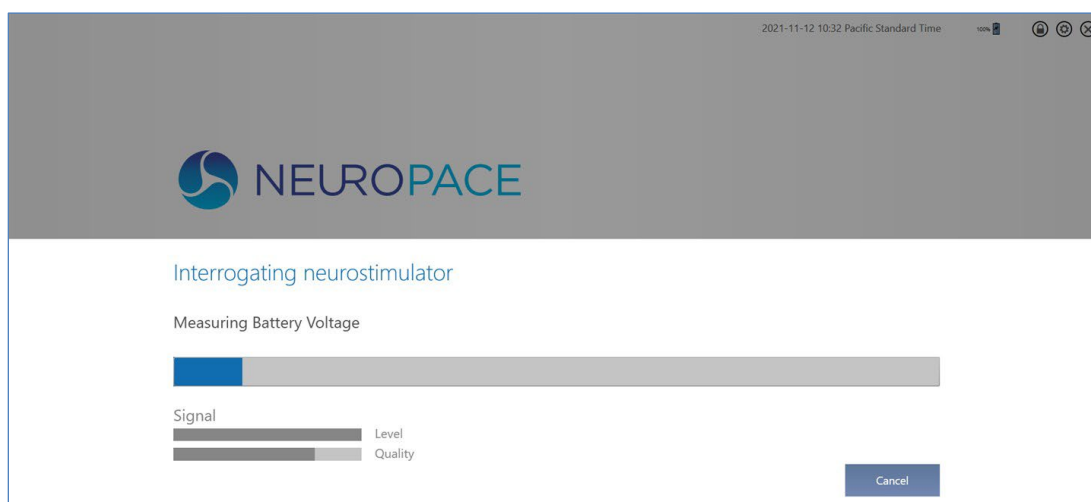 2021-11-12 10:32 Pacific Standard Time 100%
NEUROPACE
Interrogating neurostimulator
Measuring Battery Voltage
Signal
Level
Quality
Cancel